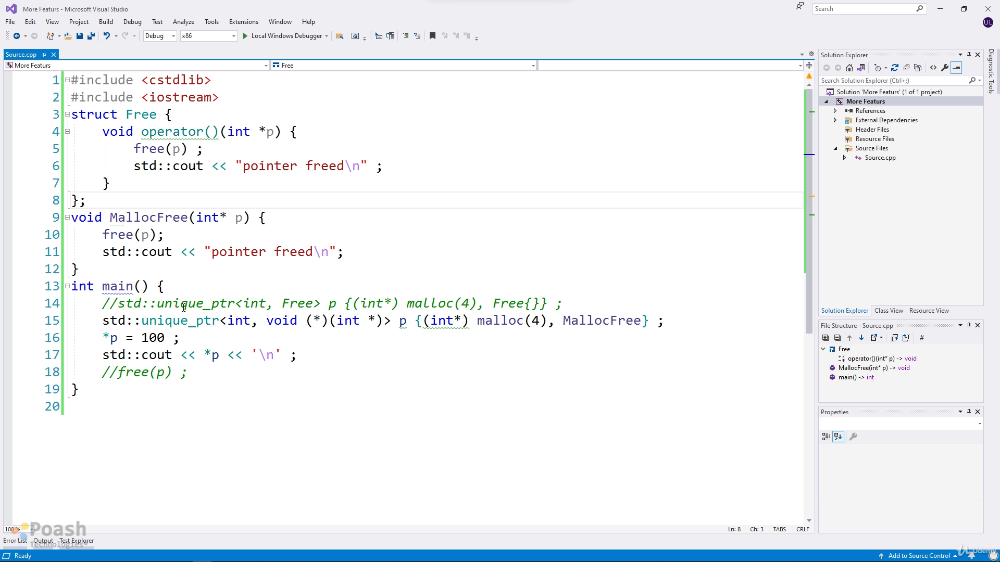 More Featurs - Microsoft Visual Studio
Search
File Edit View Project Build Debug Test Analyze Tools Extensions Window Help
UL
Debug x86 Local Windows Debugger
Source.cpp
More Featurs Free
1 #include <cstdlib>
2 #include <iostream>
3 struct Free {
4 void operator()(int *p) {
5 free(p) ;
6 std::cout << "pointer freed\n" ;
7 }
8 };
9 void MallocFree(int* p) {
10 free(p);
11 std::cout << "pointer freed\n";
12 }
13 int main() {
14 //std::unique_ptr<int, Free> p {(int*) malloc(4), Free{}} ;
15 std::unique_ptr<int, void (*)(int *)> p {(int*) malloc(4), MallocFree} ;
16 *p = 100 ;
17 std::cout << *p << '\n' ;
18 //free(p) ;
19 }
20
100 %
Ln: 8 Ch: 3 TABS CRLF
Poash
Technologies
Error List Output Test Explorer
Ready
Add to Source Control
Udemy
Solution Explorer
Search Solution Explorer (Ctrl+;)
Solution 'More Featurs' (1 of 1 project)
More Featurs
References
External Dependencies
Header Files
Resource Files
Source Files
Source.cpp
Solution Explorer Class View Resource View
File Structure - Source.cpp
#
Free
operator()(int* p) -> void
MallocFree(int* p) -> void
main() -> int
Properties
Diagnostic Tools